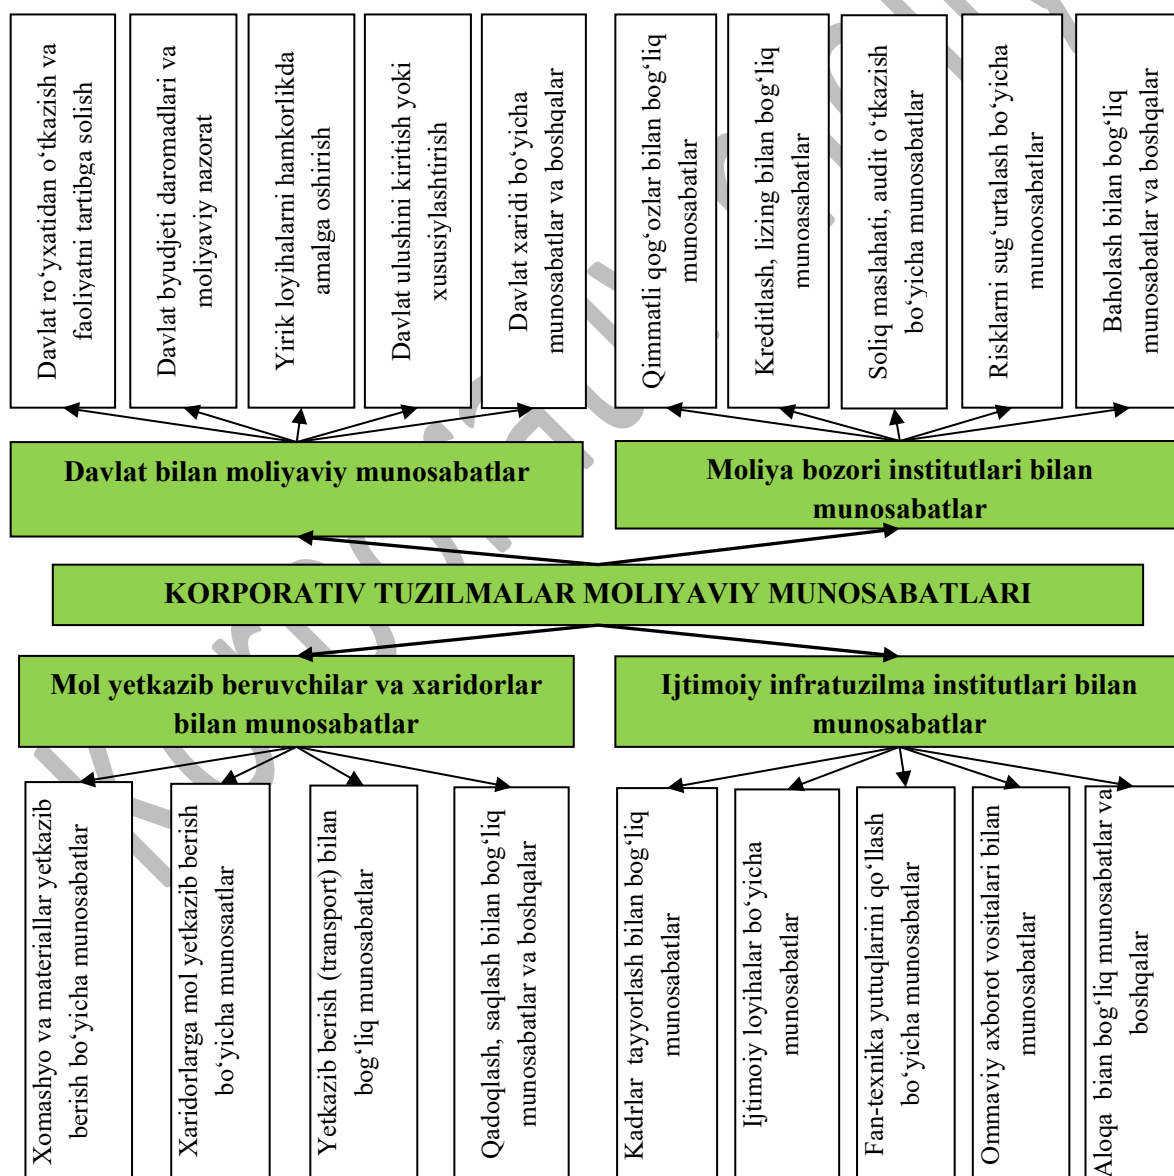 Davlat ro‘yxatidan o‘tkazish va
faoliyatni tartibga solish
Davlat byudjeti daromadlari va
moliyaviy nazorat
Yirik loyihalarni hamkorlikda
amalga oshirish
Davlat ulushini kiritish yoki
xususiylashtirish
Davlat xaridi bo‘yicha
munosabatlar va boshqalar
Qimmatli qog‘ozlar bilan bog‘liq
munosabatlar
Kreditlash, lizing bilan bog‘liq
munoasabatlar
Soliq maslahati, audit o‘tkazish
bo‘yicha munosabatlar
Risklarni sug‘urtalash bo‘yicha
munoosabatlar
Baholash bilan bog‘liq
munosabatlar va boshqalar
Davlat bilan moliyaviy munosabatlar
Moliya bozori institutlari bilan
munosabatlar
KORPORATIV TUZILMALAR MOLIYAVIY MUNOSABATLARI
Mol yetkazib beruvchilar va xaridorlar
bilan munosabatlar
Ijtimoiy infratuzilma institutlari bilan
munosabatlar
Xomashyo va materiallar yetkazib
berish bo‘yicha munosabatlar
Xaridorlarga mol yetkazib berish
bo‘yicha munosaatlar
Yetkazib berish (transport) bilan
bog‘liq munosabatlar
Qadoqlash, saqlash bilan bog‘liq
munosabatlar va boshqalar
Kadrlar tayyorlash bilan bog‘liq
munosabatlar
Ijtimoiy loyihalar bo‘yicha
munosabatlar
Fan-texnika yutuqlarini qo‘llash
bo‘yicha munosabatlar
Ommaviy axborot vositalari bilan
munosabatlar
Aloqa bian bog‘liq munosabatlar va
boshqalar